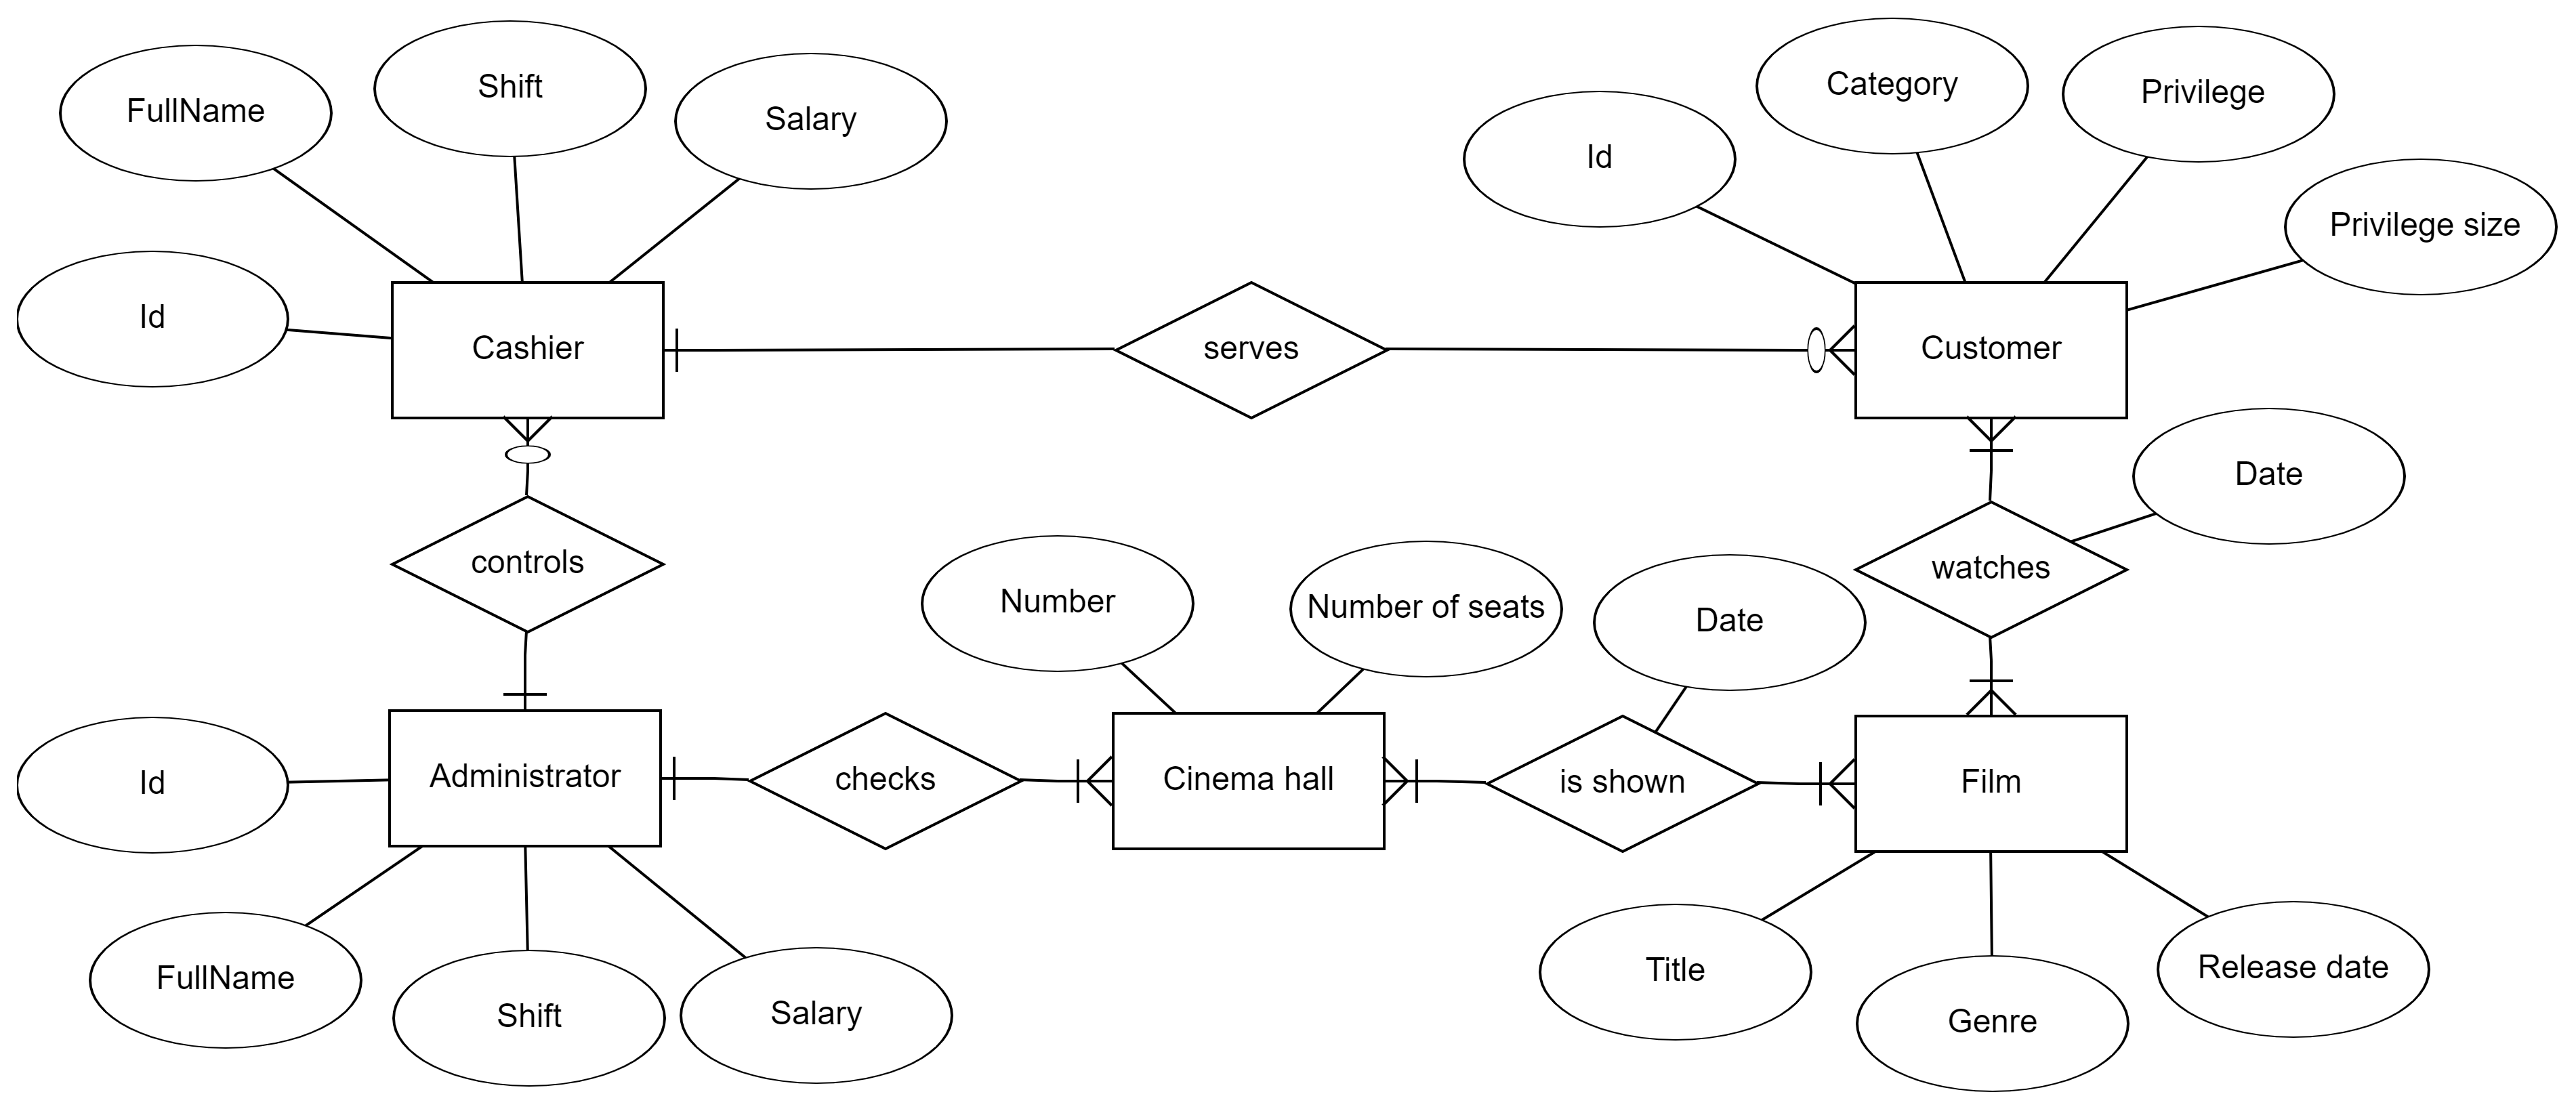 FullName
Shift
Salary
Id
Category
Privilege
Privilege size
Id
Cashier
serves
Customer
Date
controls
watches
Number
Number of seats
Date
Id
Administrator
checks
Cinema hall
is shown
Film
FullName
Shift
Salary
Title
Genre
Release date